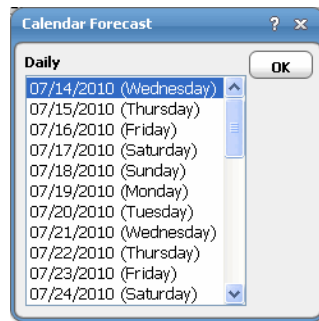 Calendar Forecast ? ×
Daily
OK
07/14/2010 (Wednesday)
07/15/2010 (Thursday)
07/16/2010 (Friday)
07/17/2010 (Saturday)
07/18/2010 (Sunday)
07/19/2010 (Monday)
07/20/2010 (Tuesday)
07/21/2010 (Wednesday)
07/22/2010 (Thursday)
07/23/2010 (Friday)
07/24/2010 (Saturday)